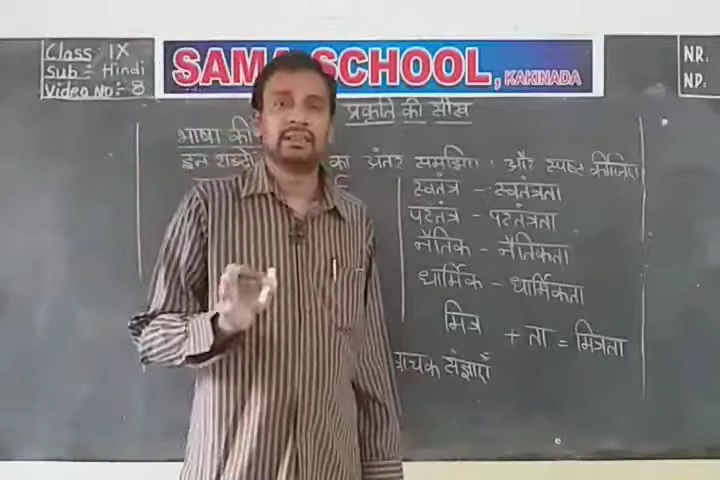 Class: IX
Sub:- Hindi
Video No:- 8
SAMA SCHOOL, KAKINADA
NR.
N.P.
प्रकृति की सीख
भाषा की
इन शब्दों का अंतर समझिए। और स्पष्ट कीजिए।
स्वतंत्र - स्वतंत्रता
परतंत्र - परतंत्रता
नैतिक - नैतिकता
धार्मिक - धार्मिकता
मित्र + ता = मित्रता
वाचक संज्ञाएँ